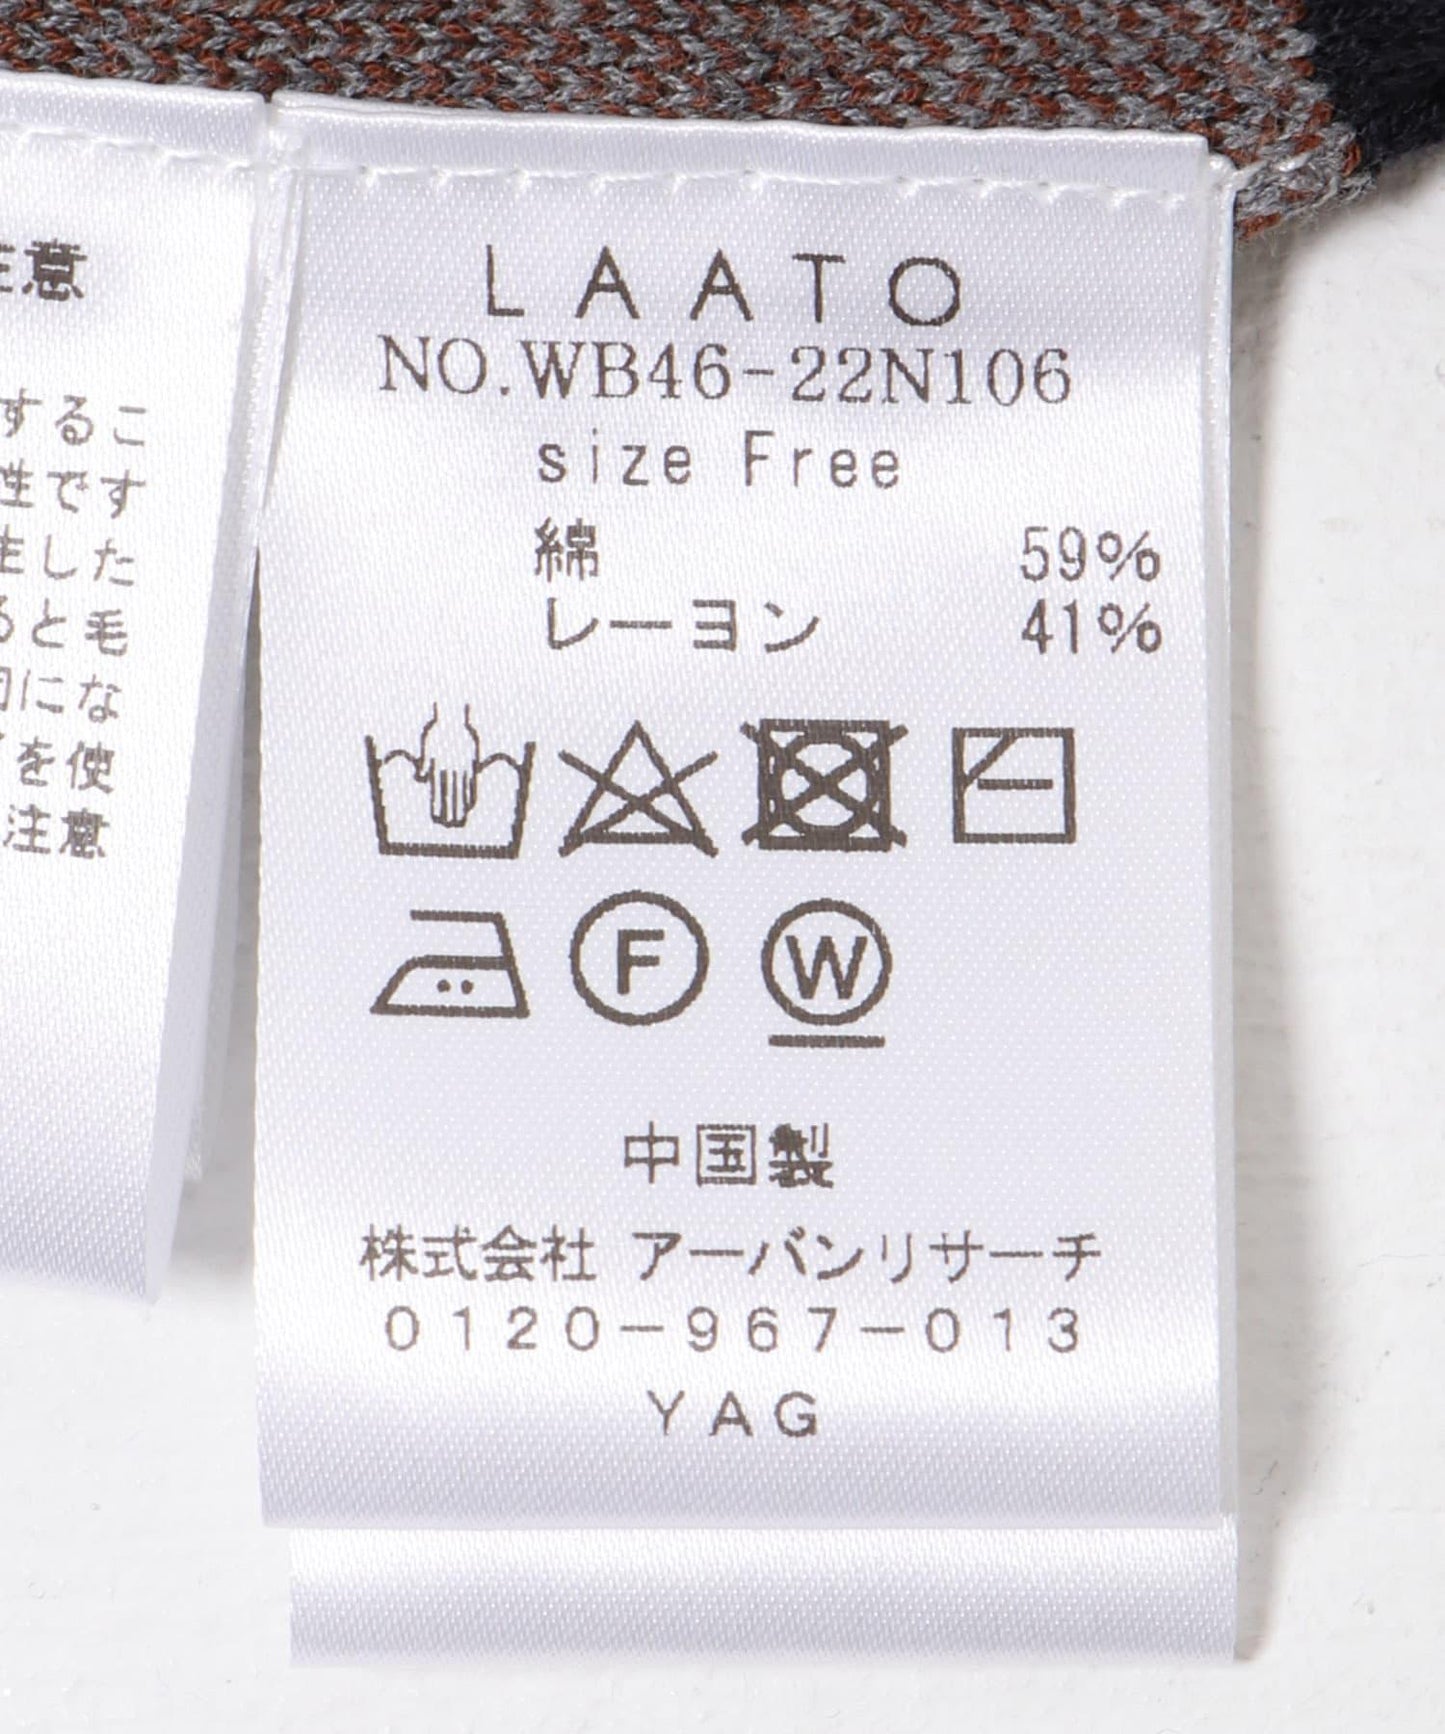 注意
するこ
性です
生した
ると毛
にな
を使
注意
LAATO
NO.WB46-22N106
size Free
綿 59%
レーヨン 41%
F W
中国製
株式会社 アーバンリサーチ
0120-967-013
YAG